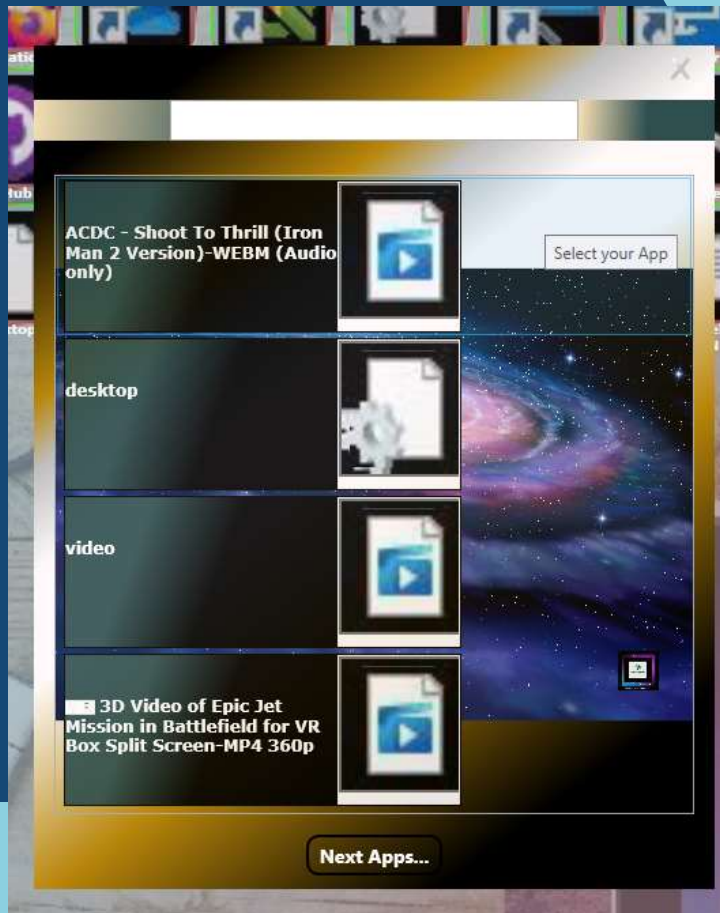 ACDC - Shoot To Thrill (Iron
Man 2 Version)-WEBM (Audio
only)
Select your App
desktop
video
3D Video of Epic Jet
Mission in Battlefield for VR
Box Split Screen-MP4 360p
Next Apps...